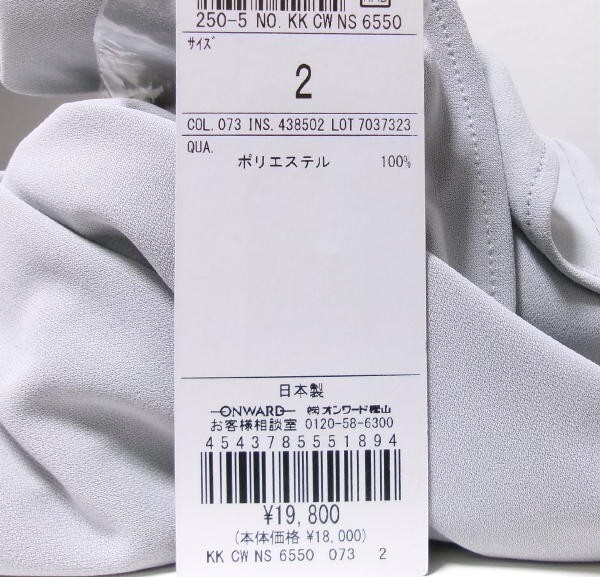 250-5 NO. KK CW NS 6550
サイズ
2
COL. 073 INS. 438502 LOT 7037323
QUA.
ポリエステル 100%
日本製
ONWARD ㈱オンワード樫山
お客様相談室 0120-58-6300
4543785551894
¥19,800
(本体価格 ¥18,000)
KK CW NS 6550 073 2